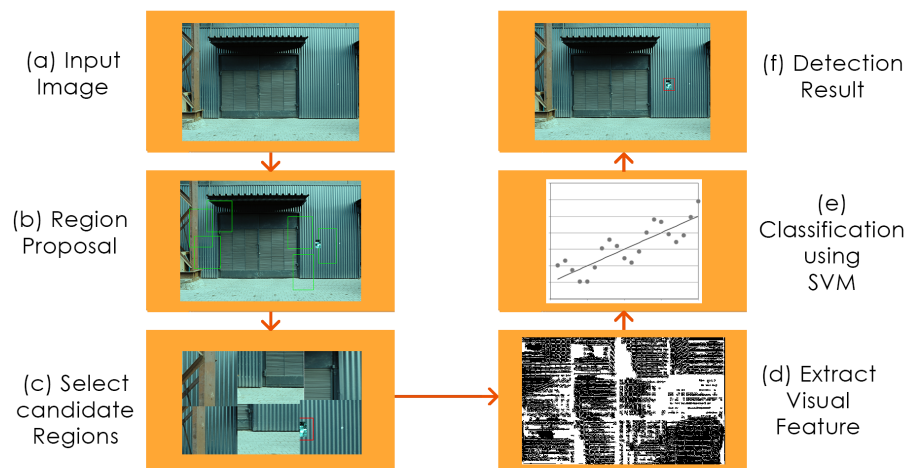 (a) Input
Image
(b) Region
Proposal
(c) Select
candidate
Regions
(d) Extract
Visual
Feature
(e)
Classification
using
SVM
(f) Detection
Result